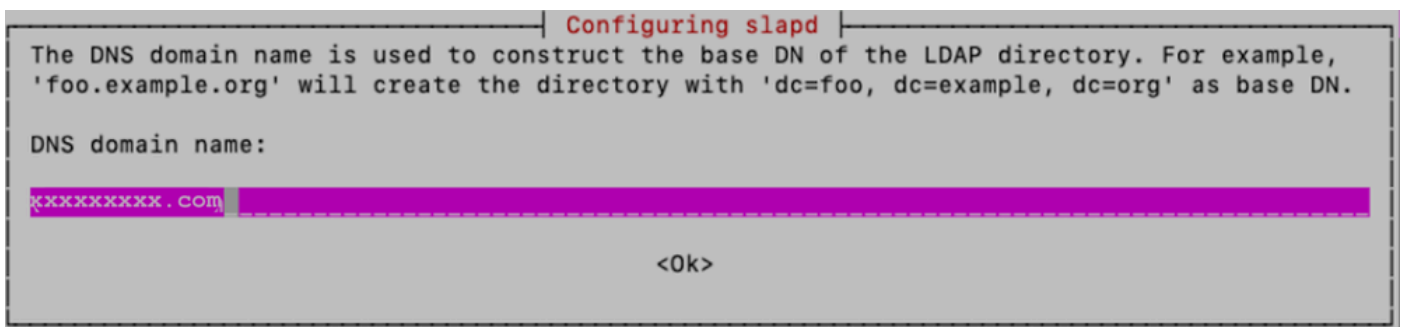 Configuring slapd
The DNS domain name is used to construct the base DN of the LDAP directory. For example,
'foo.example.org' will create the directory with 'dc=foo, dc=example, dc=org' as base DN.
DNS domain name:
xxxxxxxxxx.com
<Ok>